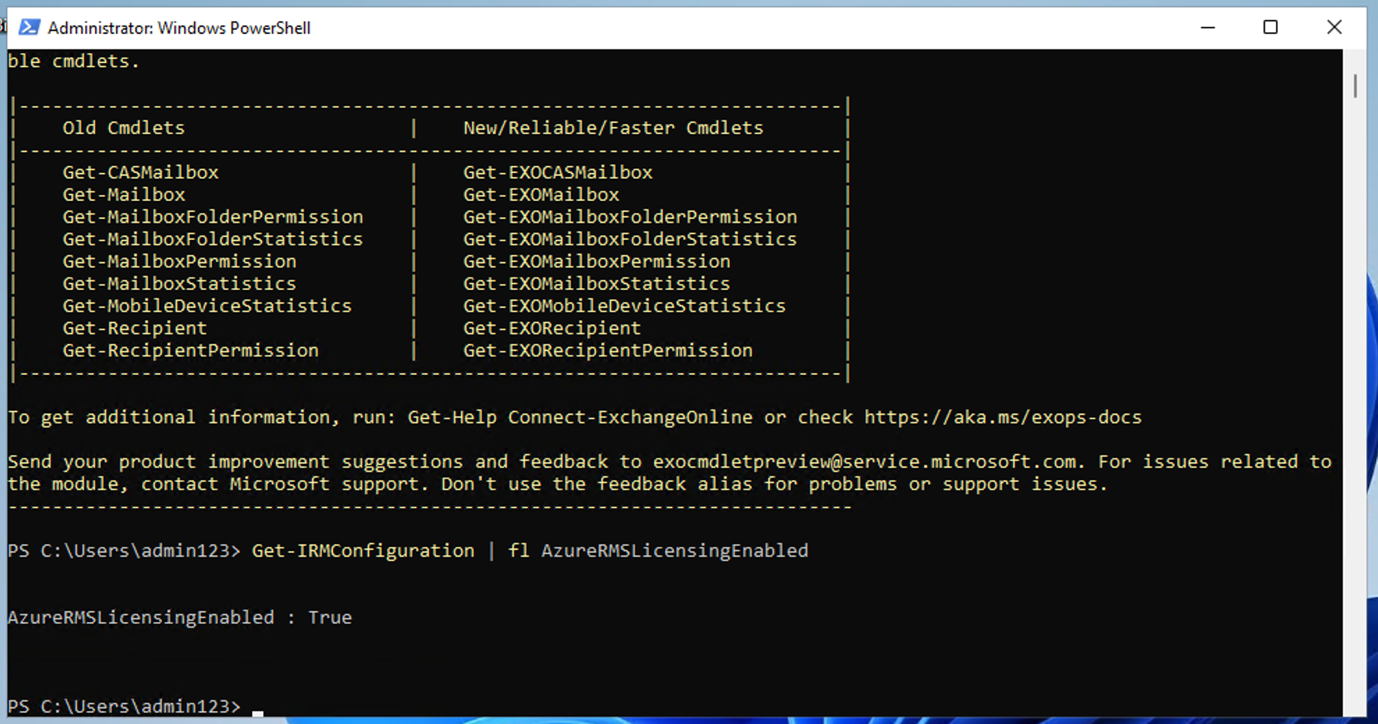 Administrator: Windows PowerShell
ble cmdlets.
|--------------------------------------------------------------------------|
|    Old Cmdlets                    |    New/Reliable/Faster Cmdlets       |
|--------------------------------------------------------------------------|
|    Get-CASMailbox                 |    Get-EXOCASMailbox                 |
|    Get-Mailbox                    |    Get-EXOMailbox                    |
|    Get-MailboxFolderPermission    |    Get-EXOMailboxFolderPermission    |
|    Get-MailboxFolderStatistics    |    Get-EXOMailboxFolderStatistics    |
|    Get-MailboxPermission          |    Get-EXOMailboxPermission          |
|    Get-MailboxStatistics          |    Get-EXOMailboxStatistics          |
|    Get-MobileDeviceStatistics     |    Get-EXOMobileDeviceStatistics     |
|    Get-Recipient                  |    Get-EXORecipient                  |
|    Get-RecipientPermission        |    Get-EXORecipientPermission        |
|--------------------------------------------------------------------------|
To get additional information, run: Get-Help Connect-ExchangeOnline or check https://aka.ms/exops-docs
Send your product improvement suggestions and feedback to exocmdletpreview@service.microsoft.com. For issues related to
the module, contact Microsoft support. Don't use the feedback alias for problems or support issues.
----------------------------------------------------------------------------
PS C:\Users\admin123> Get-IRMConfiguration | fl AzureRMSLicensingEnabled
AzureRMSLicensingEnabled : True
PS C:\Users\admin123>